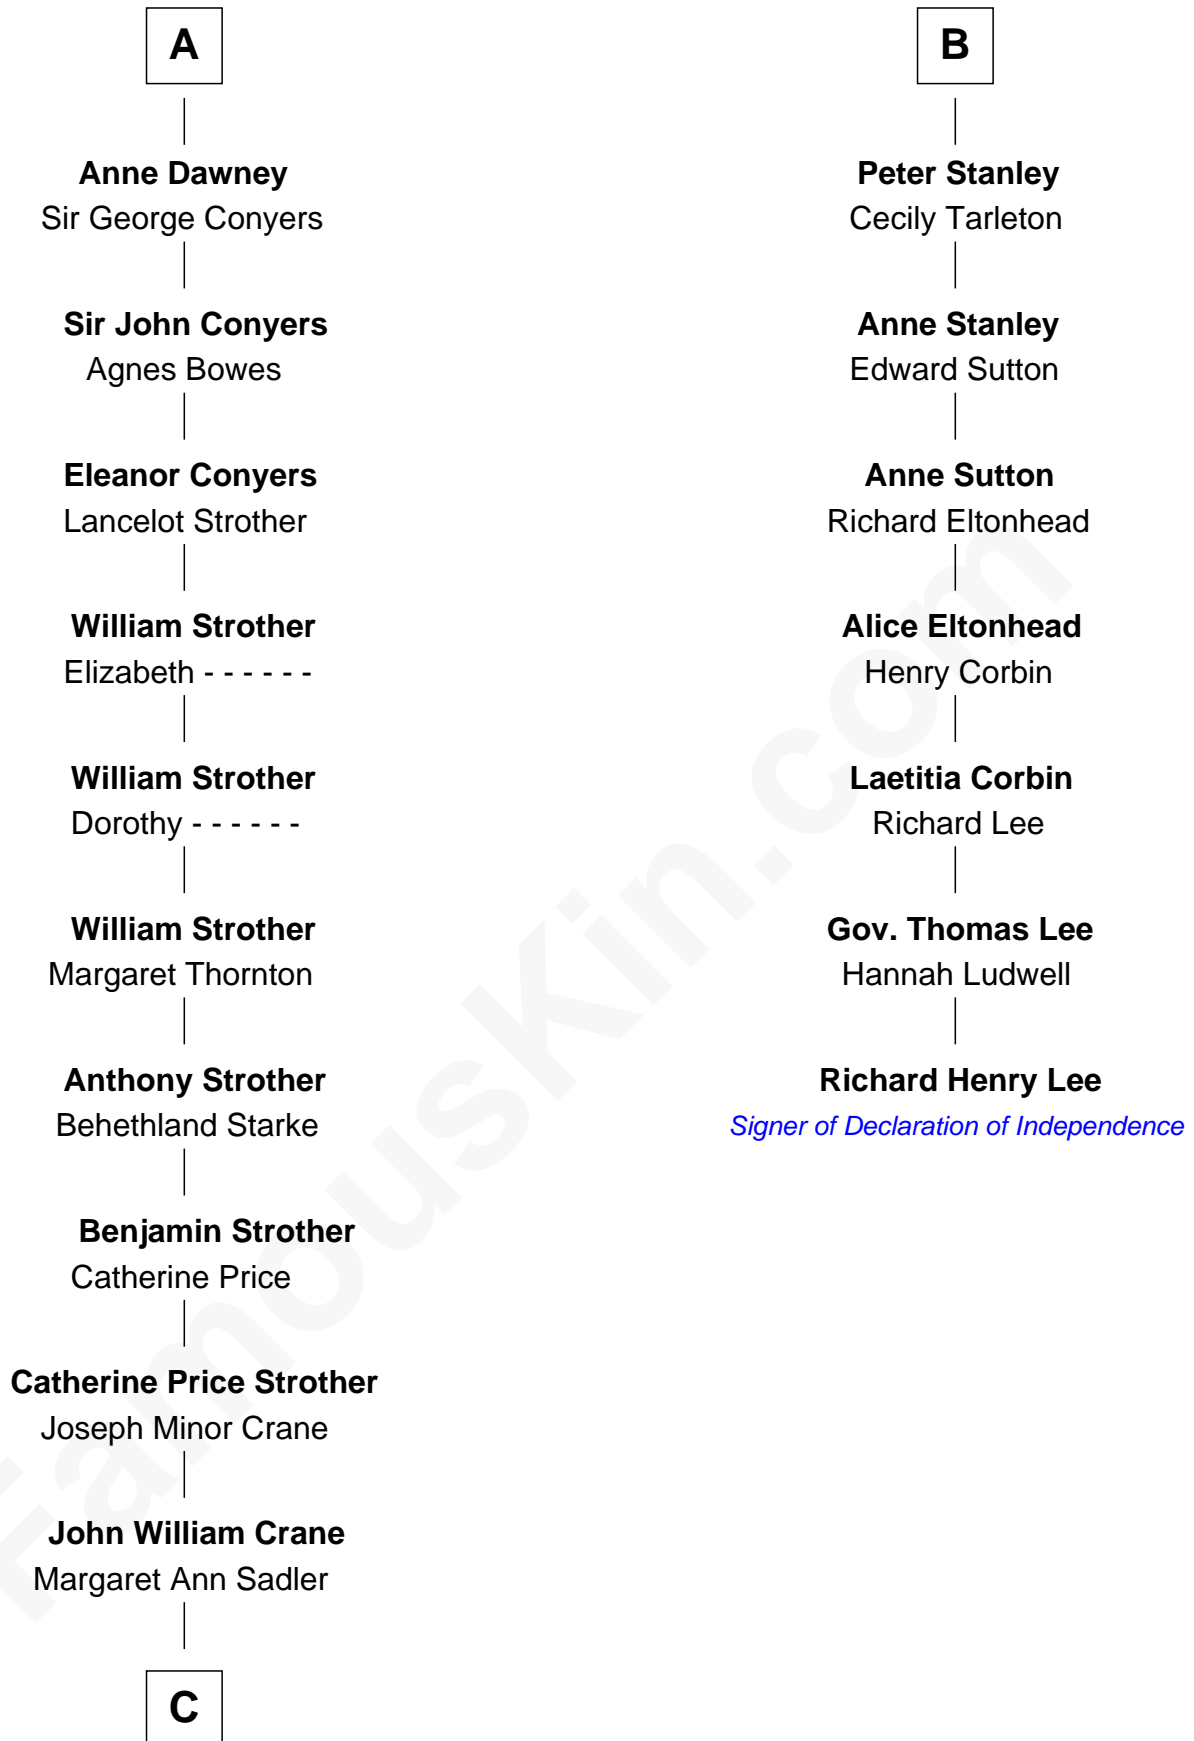 A
Anne Dawney
Sir George Conyers
Sir John Conyers
Agnes Bowes
Eleanor Conyers
Lancelot Strother
William Strother
Elizabeth - - - - - -
William Strother
Dorothy - - - - - -
William Strother
Margaret Thornton
Anthony Strother
Behethland Starke
Benjamin Strother
Catherine Price
Catherine Price Strother
Joseph Minor Crane
John William Crane
Margaret Ann Sadler
C
B
Peter Stanley
Cecily Tarleton
Anne Stanley
Edward Sutton
Anne Sutton
Richard Eltonhead
Alice Eltonhead
Henry Corbin
Laetitia Corbin
Richard Lee
Gov. Thomas Lee
Hannah Ludwell
Richard Henry Lee
Signer of Declaration of Independence
FamousKin.com